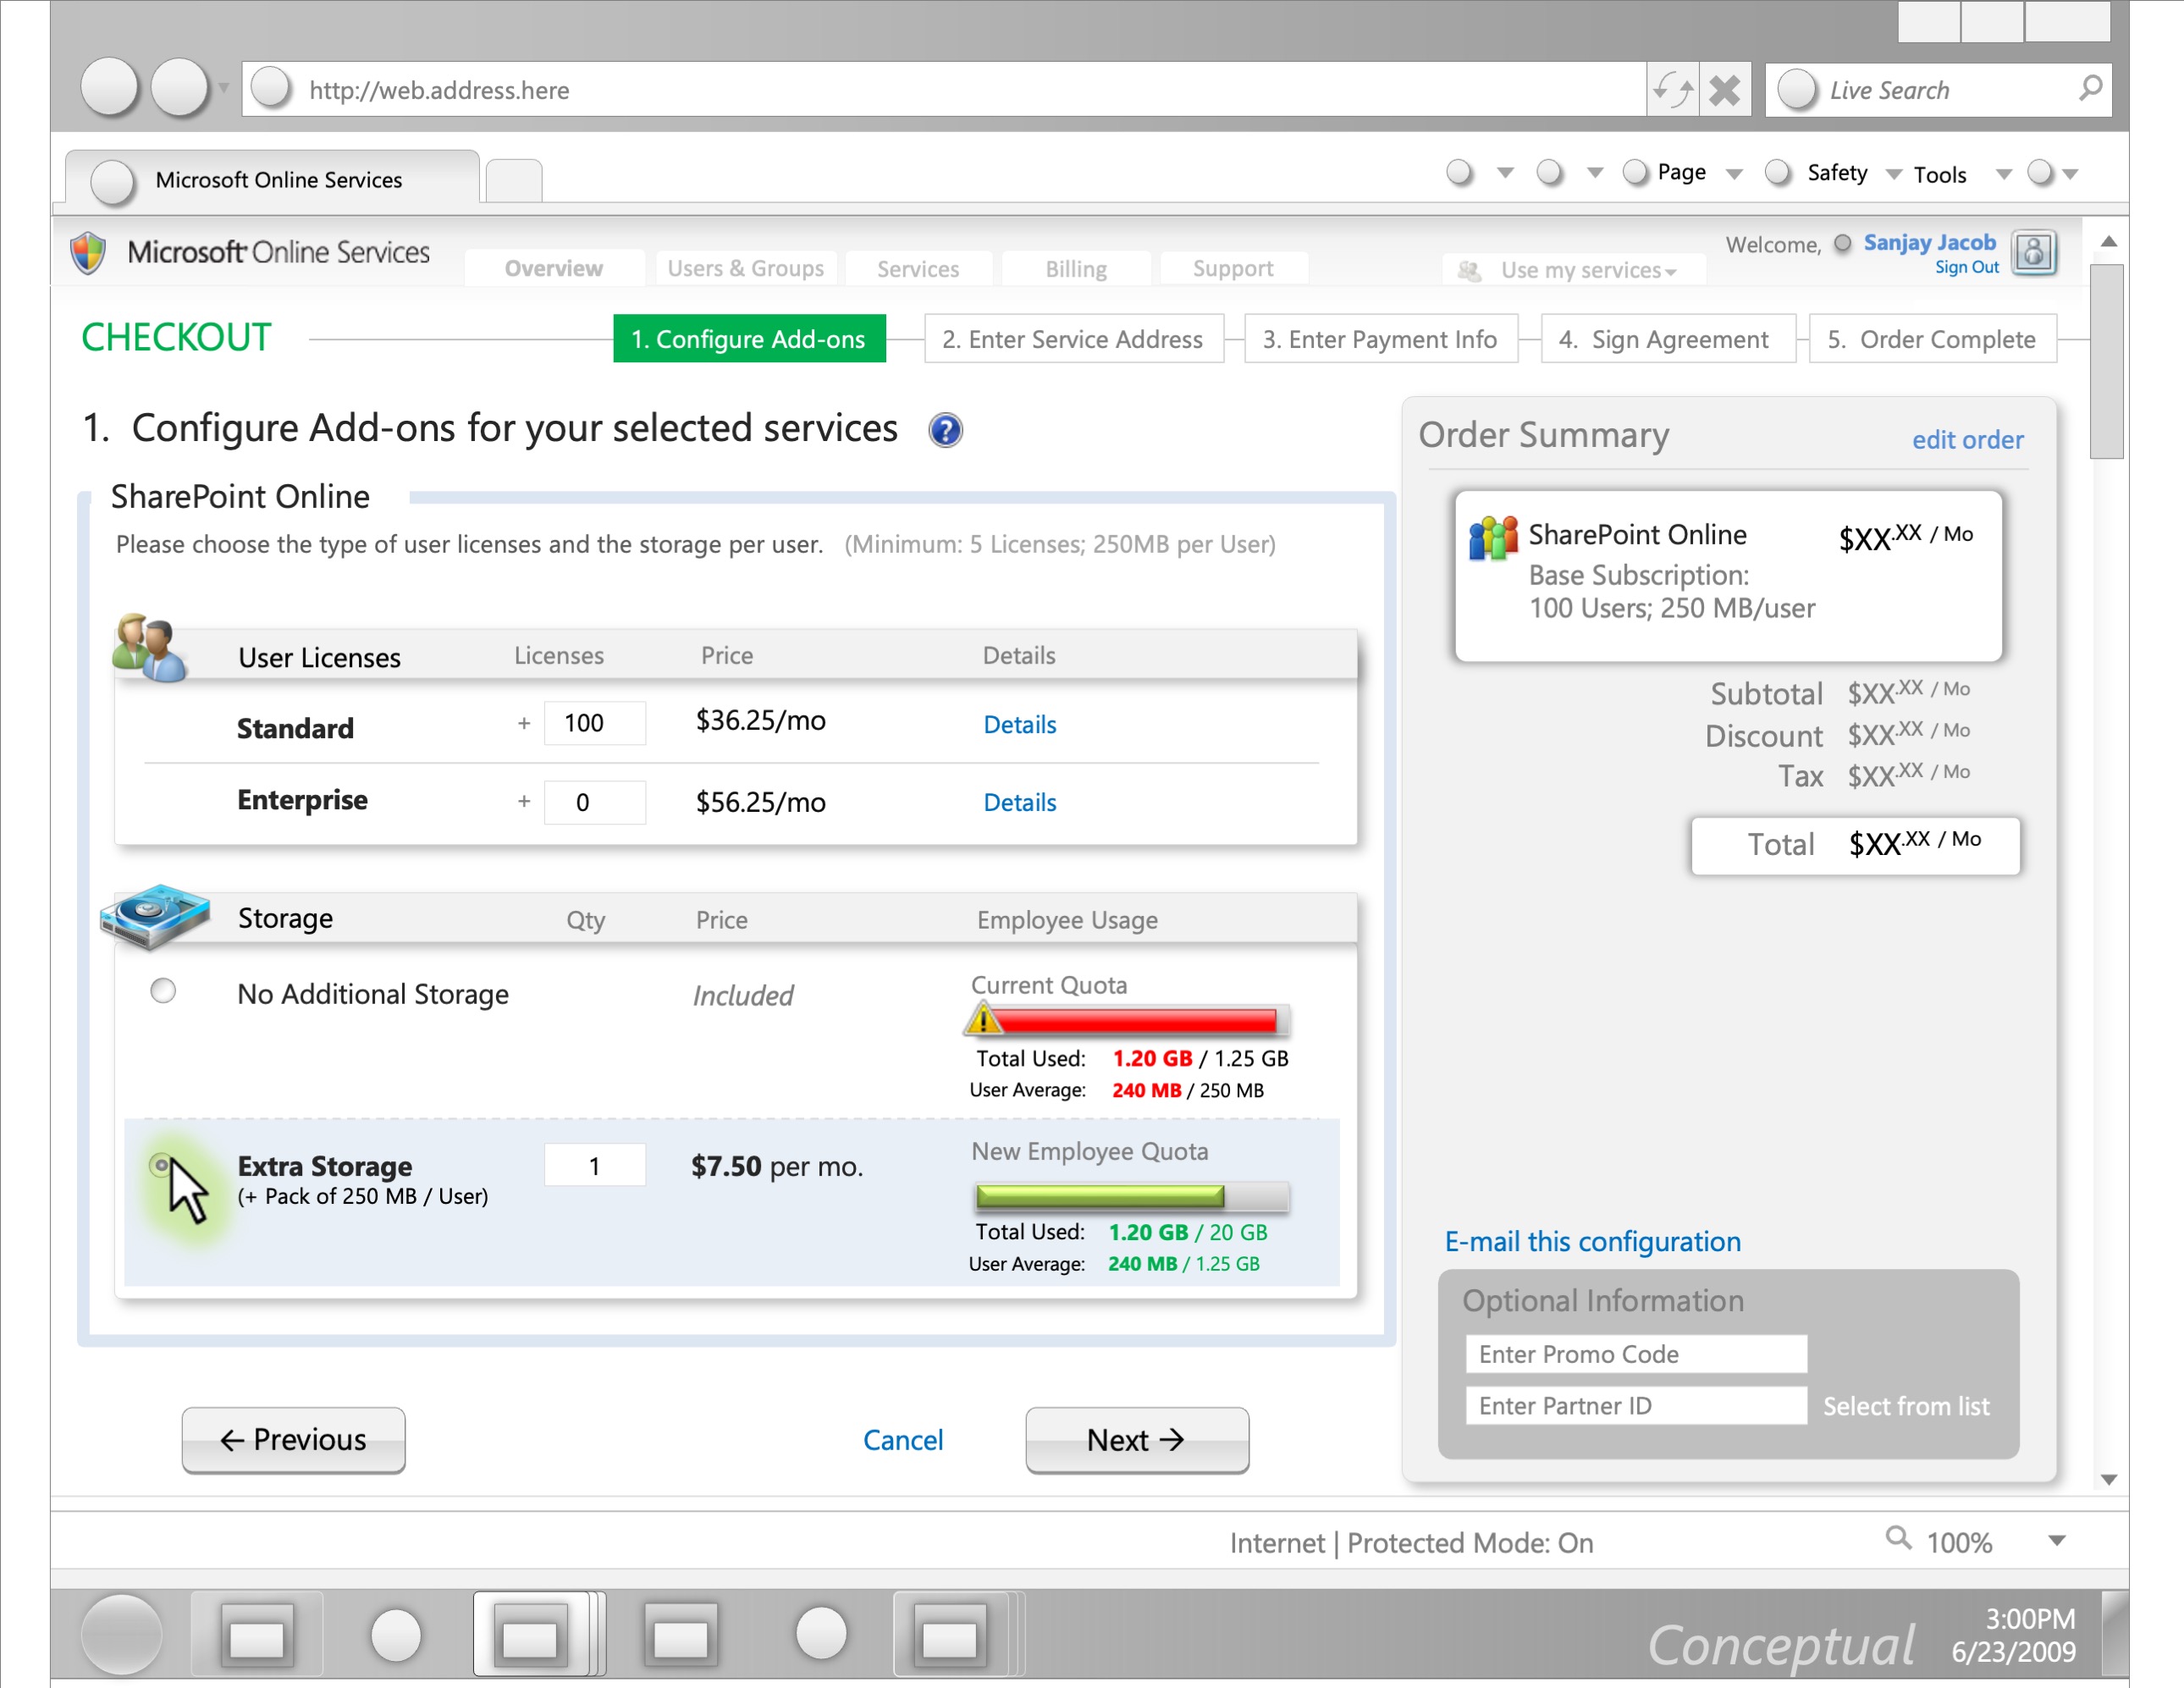 http://web.address.here
Live Search
Microsoft Online Services
Page
Safety
Tools
Microsoft Online Services
Overview
Users & Groups
Services
Billing
Support
Use my services
Welcome, Sanjay Jacob
Sign Out
CHECKOUT
1. Configure Add-ons
2. Enter Service Address
3. Enter Payment Info
4. Sign Agreement
5. Order Complete
1. Configure Add-ons for your selected services
?
SharePoint Online
Please choose the type of user licenses and the storage per user. (Minimum: 5 Licenses; 250MB per User)
User Licenses Licenses Price Details
Standard + 100 $36.25/mo Details
Enterprise + 0 $56.25/mo Details
Storage Qty Price Employee Usage
No Additional Storage Included
Current Quota
Total Used: 1.20 GB / 1.25 GB
User Average: 240 MB / 250 MB
Extra Storage 1 $7.50 per mo.
(+ Pack of 250 MB / User)
New Employee Quota
Total Used: 1.20 GB / 20 GB
User Average: 240 MB / 1.25 GB
← Previous
Cancel
Next →
Order Summary
edit order
SharePoint Online $XX.XX / Mo
Base Subscription:
100 Users; 250 MB/user
Subtotal $XX.XX / Mo
Discount $XX.XX / Mo
Tax $XX.XX / Mo
Total $XX.XX / Mo
E-mail this configuration
Optional Information
Enter Promo Code
Enter Partner ID
Select from list
Internet | Protected Mode: On
100%
Conceptual
3:00PM
6/23/2009